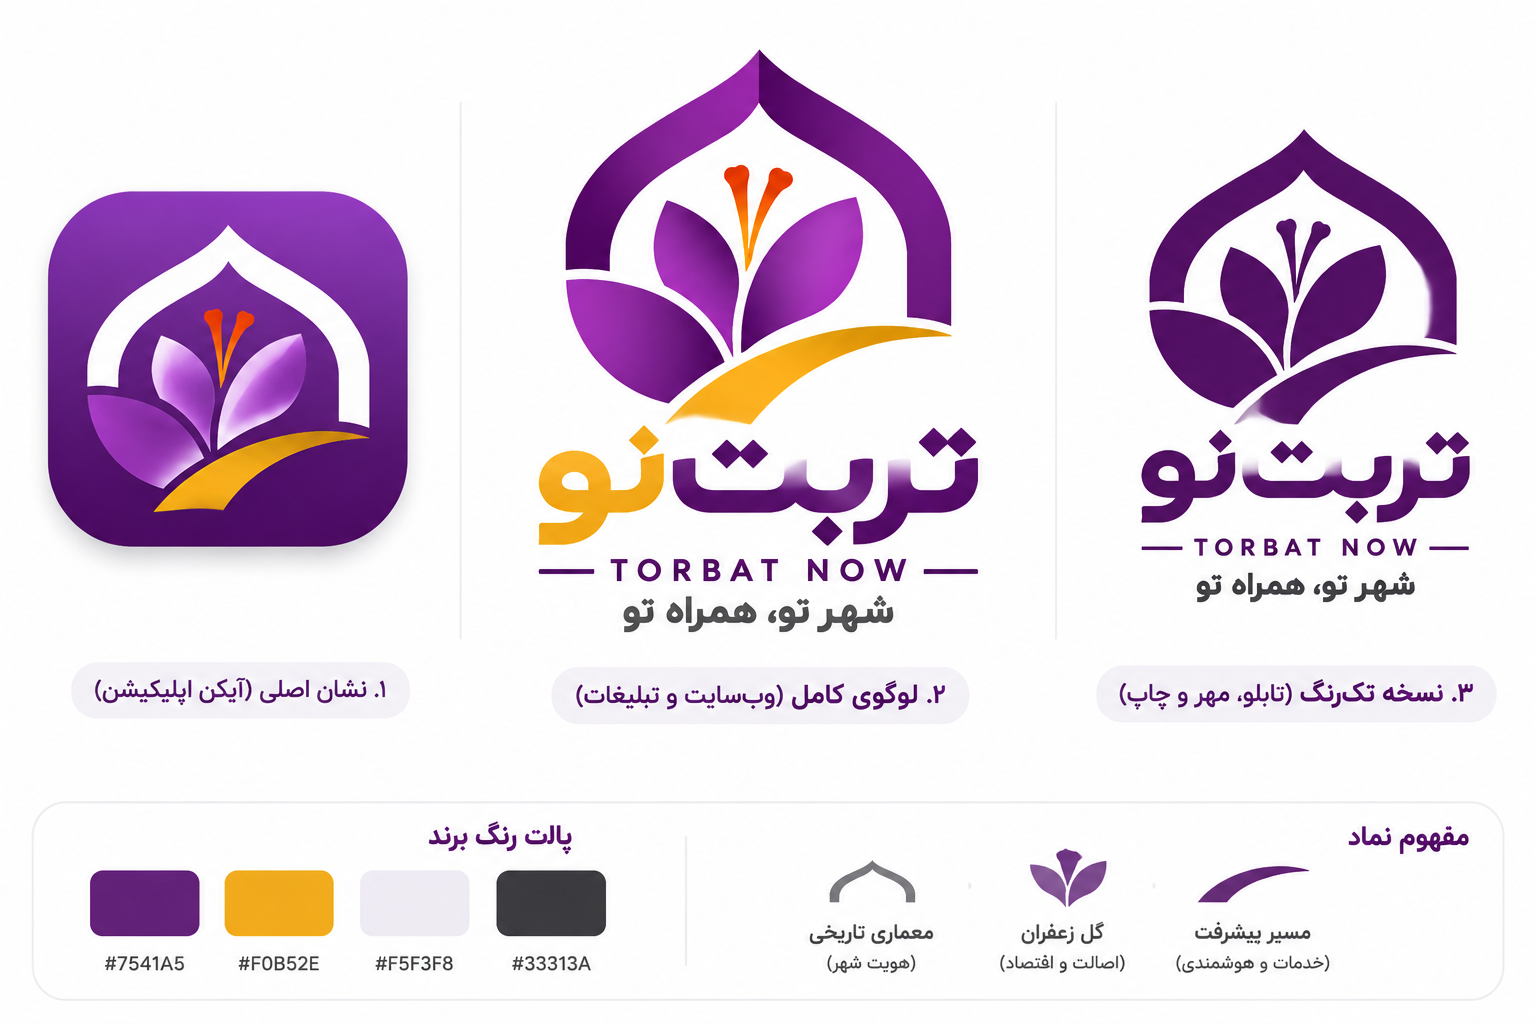 تربت‌نو
TORBAT NOW
شهر تو، همراه تو
تربت‌نو
TORBAT NOW
شهر تو، همراه تو
۱. نشان اصلی (آیکن اپلیکیشن)
۲. لوگوی کامل (وب‌سایت و تبلیغات)
۳. نسخه تک‌رنگ (تابلو، مهر و چاپ)
مفهوم نماد
مسیر پیشرفت
(خدمات و هوشمندی)
گل زعفران
(اصالت و اقتصاد)
معماری تاریخی
(هویت شهر)
پالت رنگ برند
#7541A5
#F0B52E
#F5F3F8
#33313A